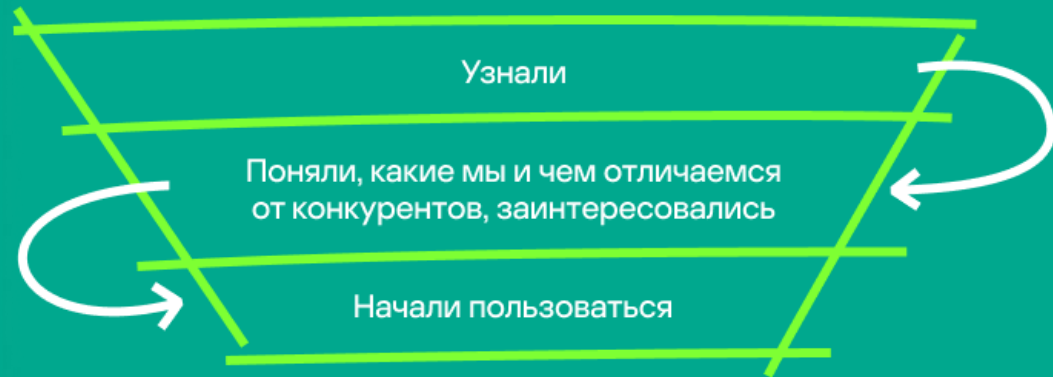 Узнали
Поняли, какие мы и чем отличаемся
от конкурентов, заинтересовались
Начали пользоваться